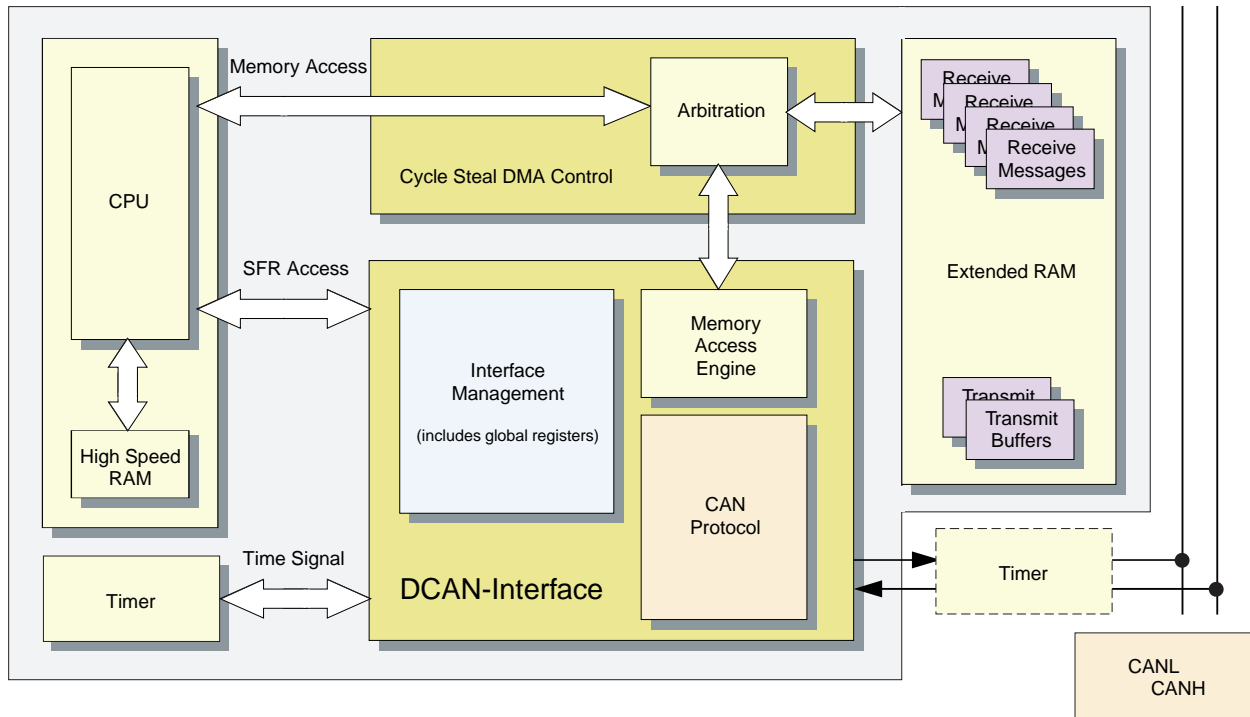 Memory Access
CPU
SFR Access
High Speed
RAM
Time Signal
Timer
Arbitration
Cycle Steal DMA Control
Interface
Management
(includes global registers)
Memory
Access
Engine
CAN
Protocol
DCAN-Interface
Receive
M
Receive
M
Receive
M
Receive
Messages
Extended RAM
Transmit
Transmit
Buffers
Timer
CANL
CANH